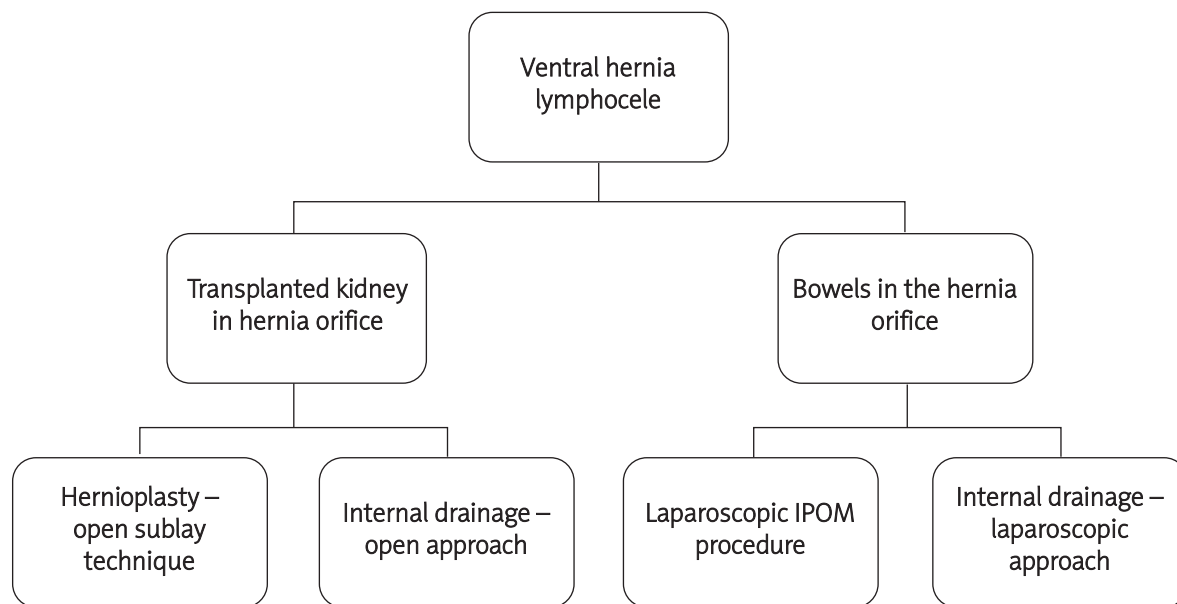 Ventral hernia
lymphocele
Transplanted kidney
in hernia orifice
Bowels in the hernia
orifice
Hernioplasty –
open sublay
technique
Internal drainage –
open approach
Laparoscopic IPOM
procedure
Internal drainage –
laparoscopic
approach